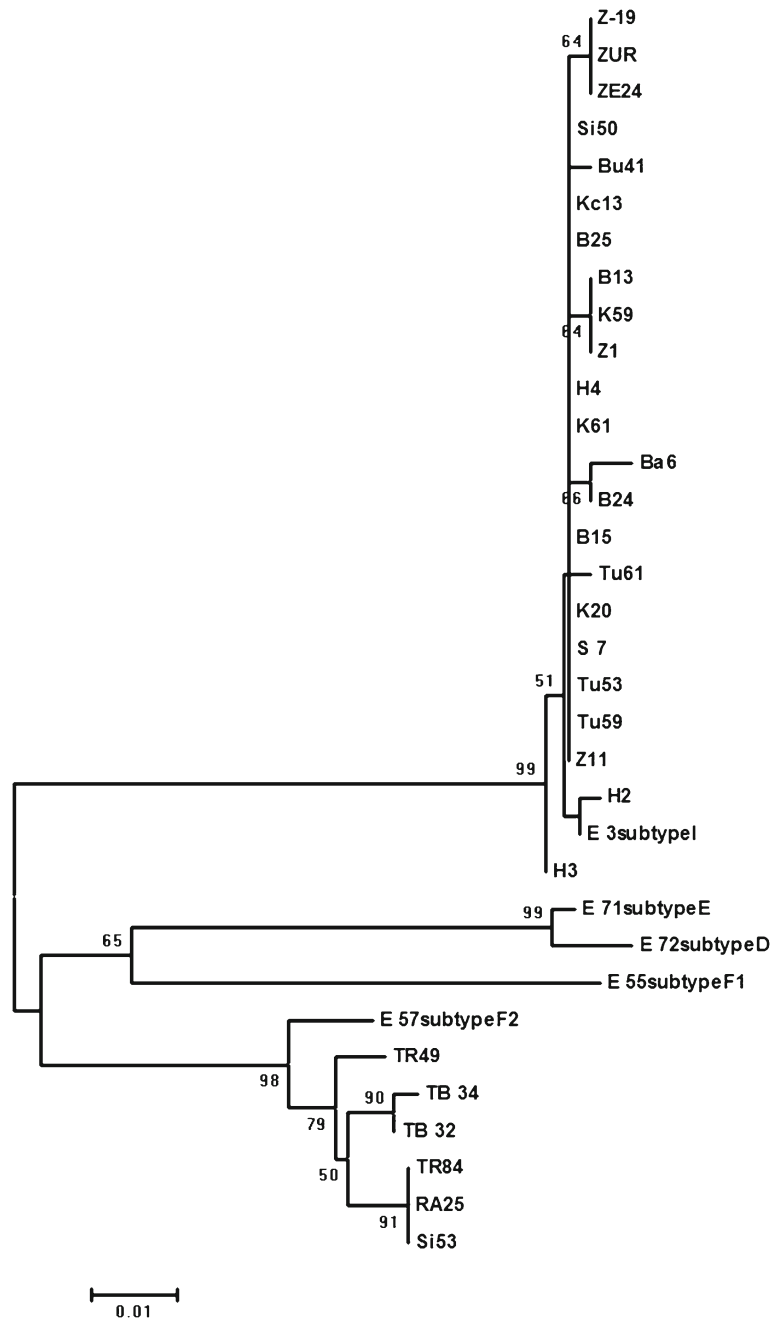 Z-19
64
ZUR
ZE24
Si50
Bu41
Kc13
B25
B13
K59
64
Z1
H4
K61
Ba6
66
B24
B15
Tu61
K20
S 7
51
Tu53
Tu59
Z11
99
H2
E 3subtypeI
H3
E 71subtypeE
99
65
E 72subtypeD
E 55subtypeF1
E 57subtypeF2
TR49
98
TB 34
90
79
TB 32
TR84
50
RA25
91
Si53
0.01